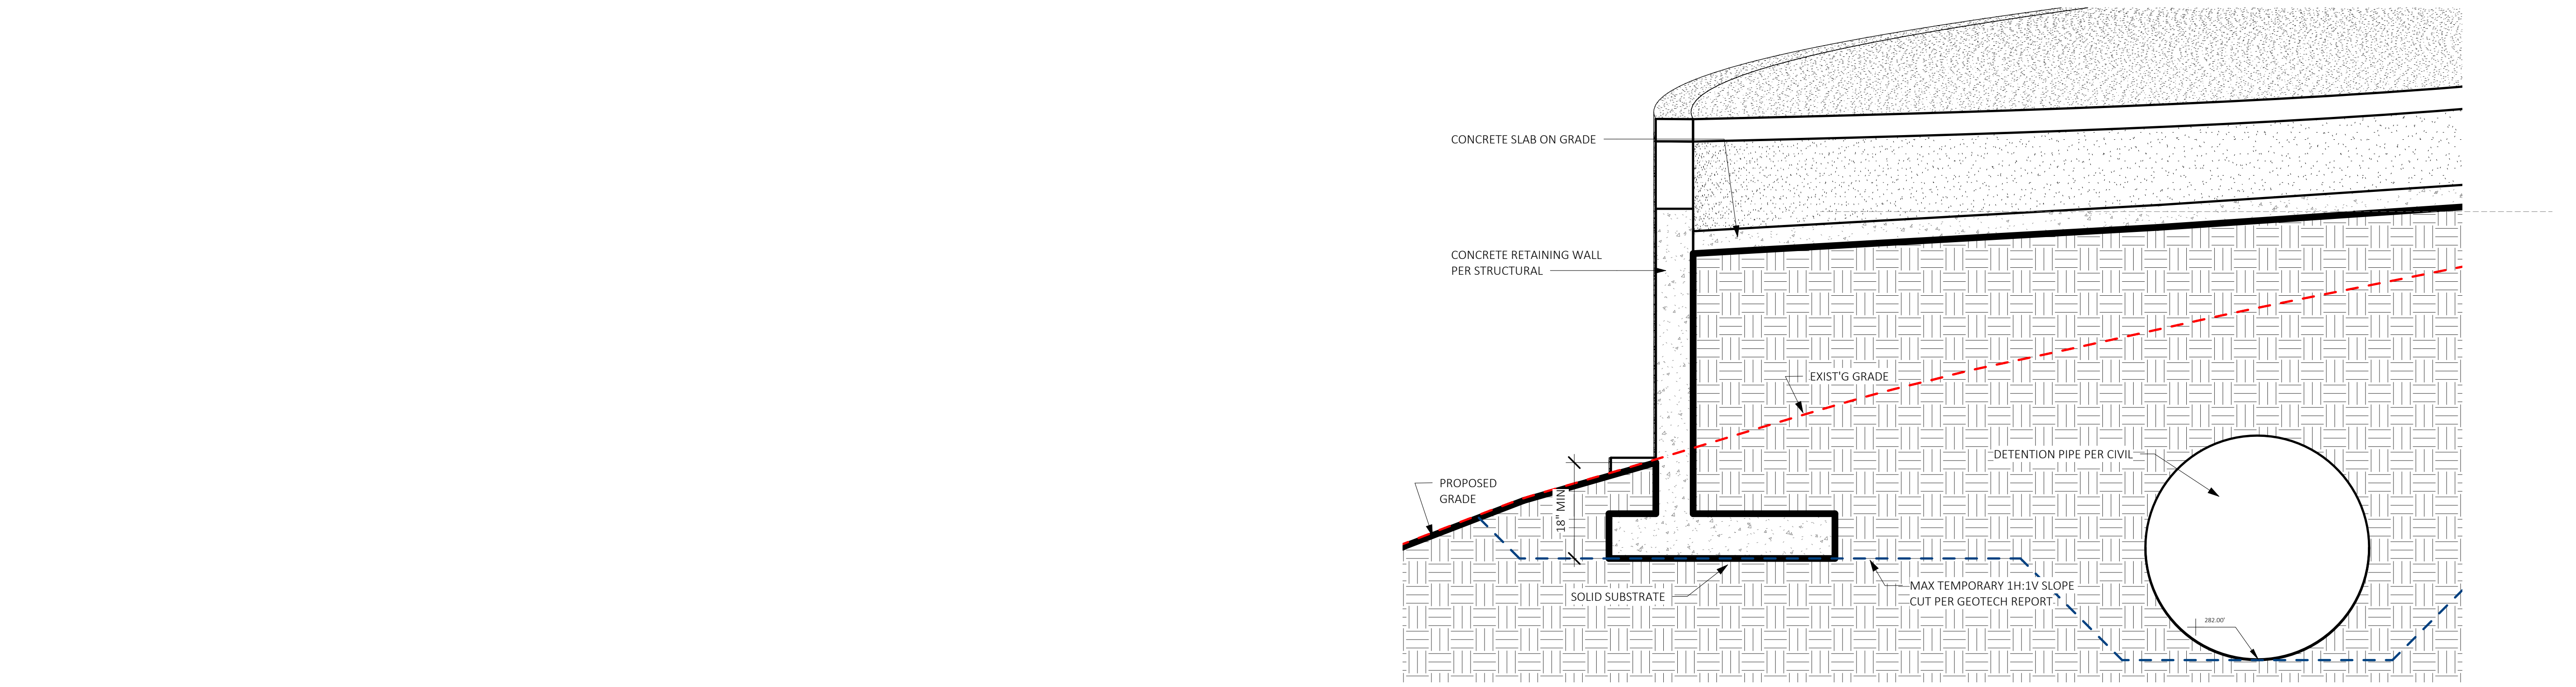 CONCRETE SLAB ON GRADE
CONCRETE RETAINING WALL
PER STRUCTURAL
EXIST'G GRADE
DETENTION PIPE PER CIVIL
PROPOSED
GRADE
18" MIN
SOLID SUBSTRATE
MAX TEMPORARY 1H:1V SLOPE
CUT PER GEOTECH REPORT
282.00'